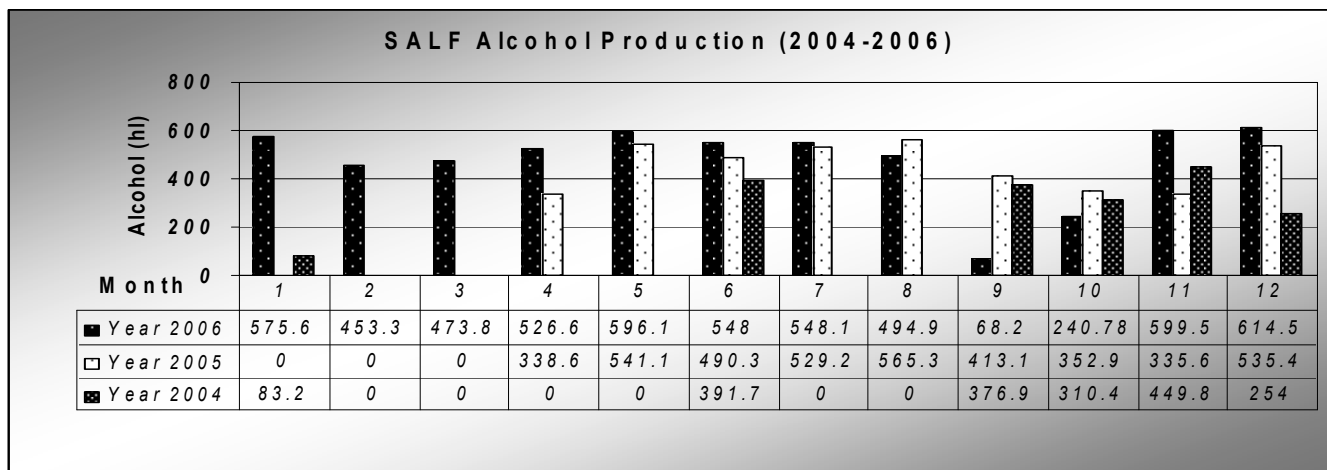 SALF Alcohol Production (2004-2006)
800
600
400
200
0
Alcohol (hl)
Month 1 2 3 4 5 6 7 8 9 10 11 12
Year 2006 575.6 453.3 473.8 526.6 596.1 548 548.1 494.9 68.2 240.78 599.5 614.5
Year 2005 0 0 0 338.6 541.1 490.3 529.2 565.3 413.1 352.9 335.6 535.4
Year 2004 83.2 0 0 0 0 391.7 0 0 376.9 310.4 449.8 254